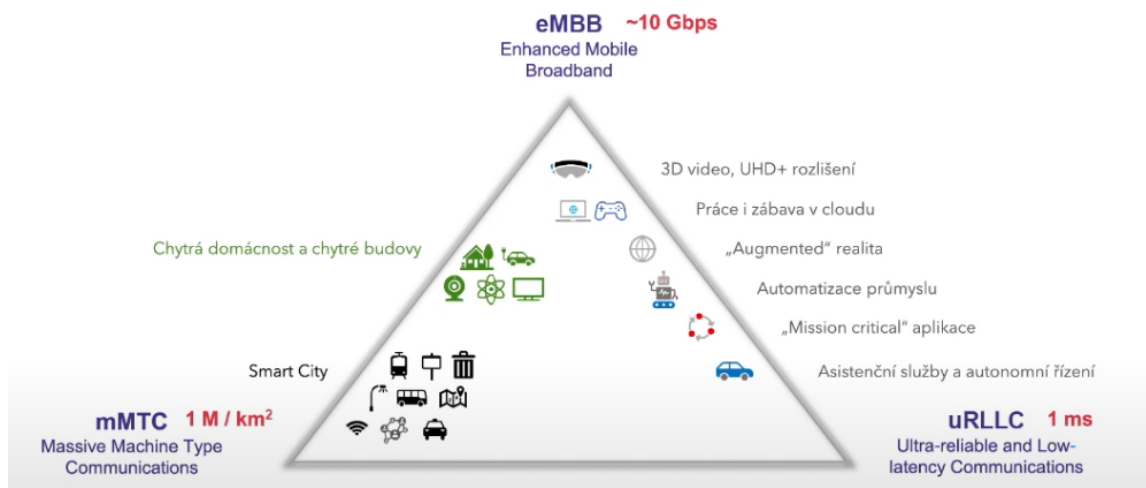 eMBB ~10 Gbps
Enhanced Mobile
Broadband
3D video, UHD+ rozlišení
Práce i zábava v cloudu
Chytrá domácnost a chytré budovy
„Augmented“ realita
Automatizace průmyslu
„Mission critical“ aplikace
Smart City
Asistenční služby a autonomní řízení
mMTC 1 M / km²
Massive Machine Type
Communications
uRLLC 1 ms
Ultra-reliable and Low-
latency Communications